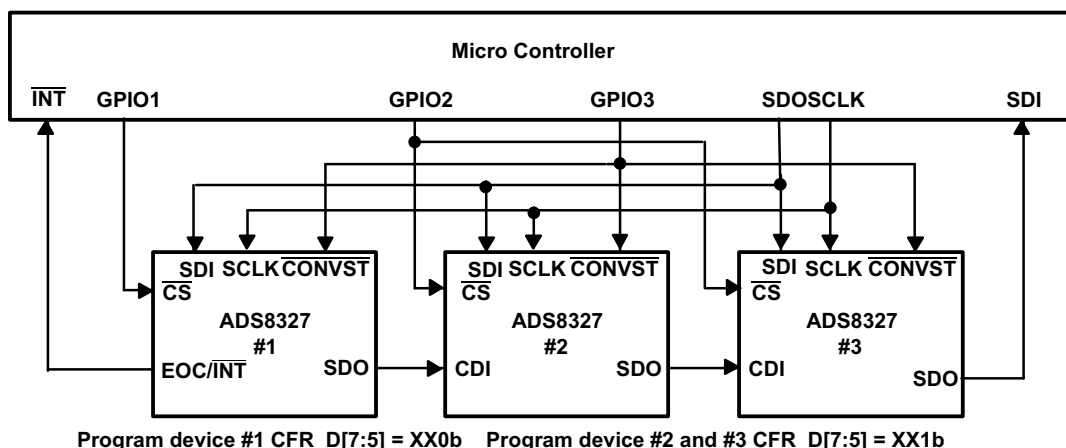 Micro Controller
INT GPIO1 GPIO2 GPIO3 SDOSCLK SDI
SDI SCLK CONVST SDI SCLK CONVST SDI SCLK CONVST
CS CS CS
ADS8327 ADS8327 ADS8327
#1 #2 #3
EOC/INT SDO CDI SDO CDI SDO
Program device #1 CFR_D[7:5] = XX0b Program device #2 and #3 CFR_D[7:5] = XX1b